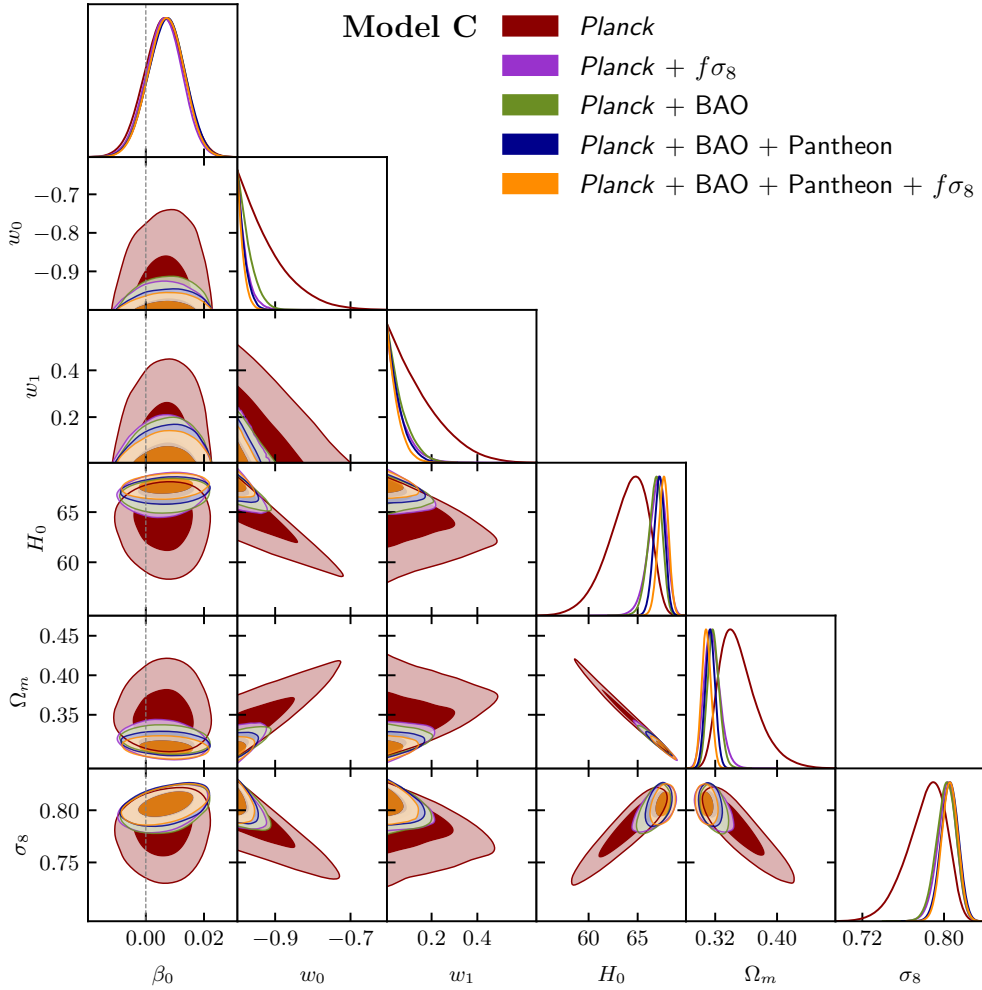 Model C
Planck
Planck + fσ₈
Planck + BAO
Planck + BAO + Pantheon
Planck + BAO + Pantheon + fσ₈
w₀
−0.7
−0.8
−0.9
w₁
0.4
0.2
H₀
65
60
Ωₘ
0.45
0.35
σ₈
0.80
0.75
0.00 0.02 −0.9 −0.7 0.2 0.4 60 65 0.32 0.40 0.72 0.80
β₀ w₀ w₁ H₀ Ωₘ σ₈